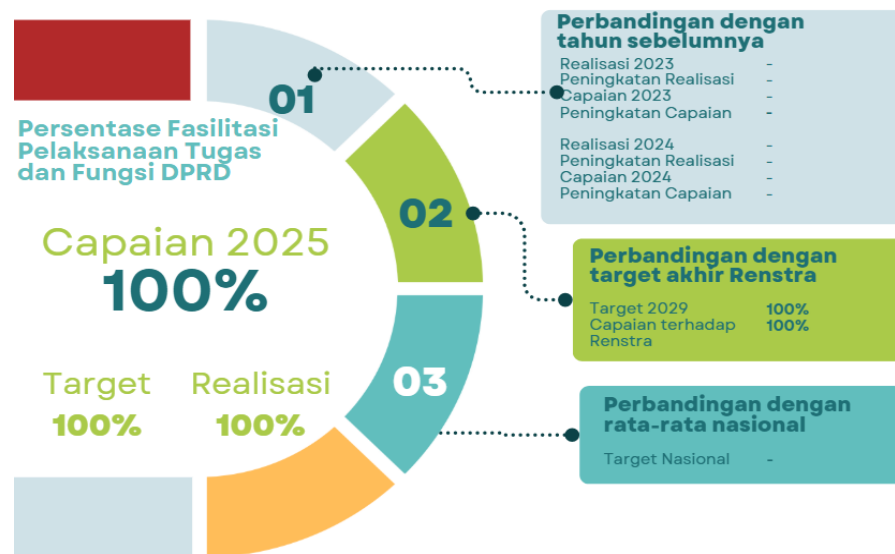 Persentase Fasilitasi
Pelaksanaan Tugas
dan Fungsi DPRD
Capaian 2025
100%
Target Realisasi
100% 100%
01
Perbandingan dengan
tahun sebelumnya
Realisasi 2023 -
Peningkatan Realisasi -
Capaian 2023 -
Peningkatan Capaian -
Realisasi 2024 -
Peningkatan Realisasi -
Capaian 2024 -
Peningkatan Capaian -
02
Perbandingan dengan
target akhir Renstra
Target 2029 100%
Capaian terhadap 100%
Renstra
03
Perbandingan dengan
rata-rata nasional
Target Nasional -